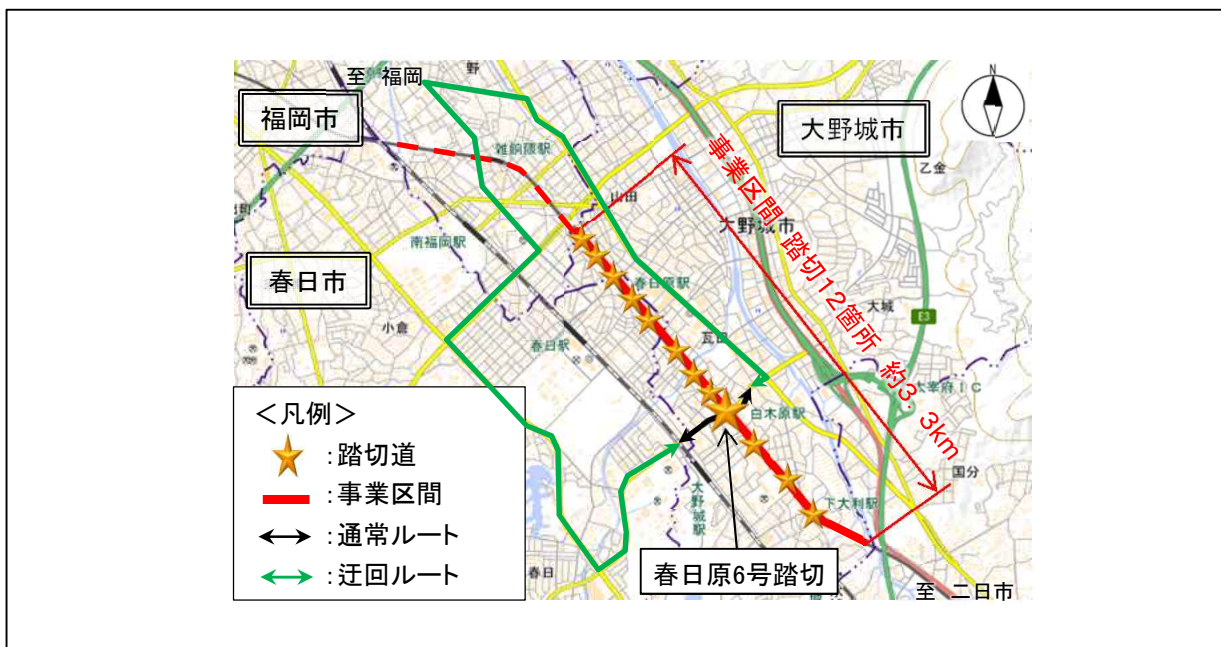 至 福岡
野
N
福岡市
大野城市
雑餉隈駅
乙金
山田
大野城市
南福岡駅
事業区間 踏切12箇所 約3.3km
春日市
春日原駅
大城
小倉
E3
瓦田
春日駅
太宰府IC
白木原駅
<凡例>
:踏切道
:事業区間
:通常ルート
:迂回ルート
国分
下大利駅
大野城駅
春日原6号踏切
春日
至 二日市